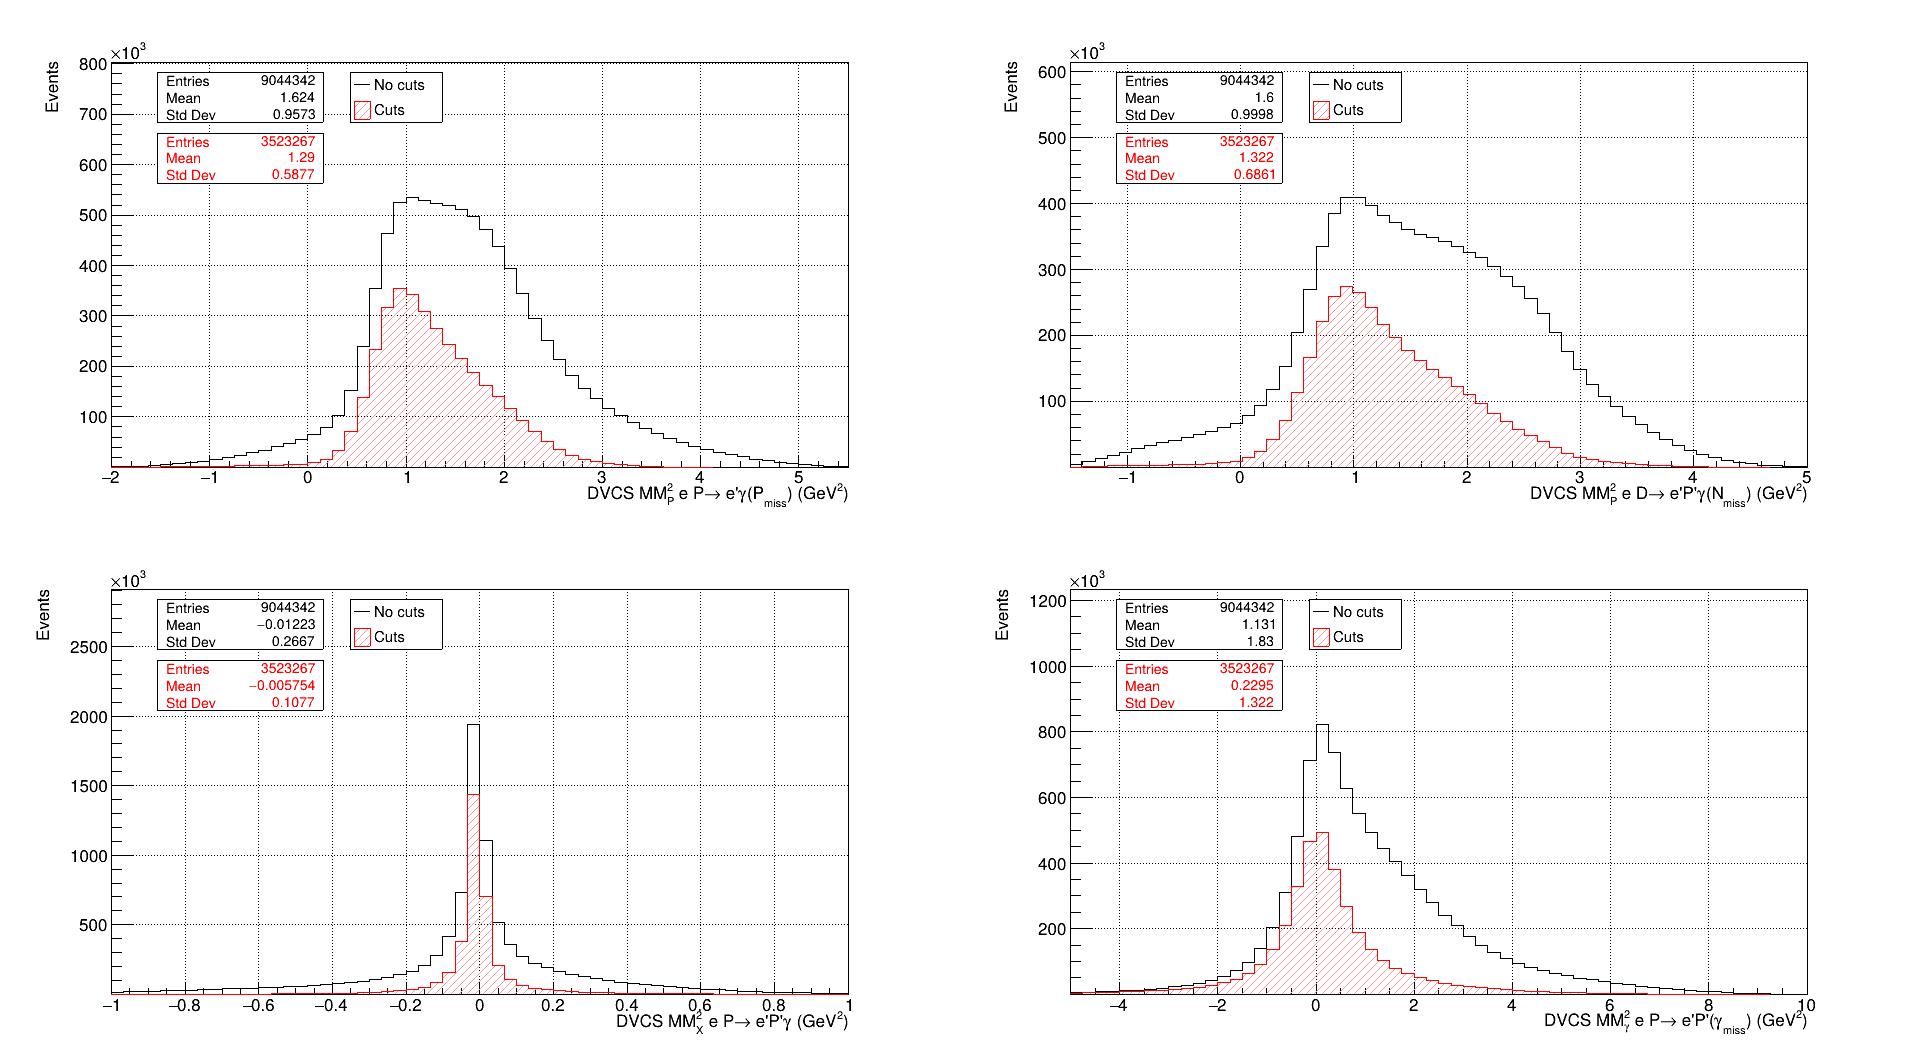 ×10³
Events
800
700
600
500
400
300
200
100
Entries 9044342
Mean 1.624
Std Dev 0.9573
Entries 3523267
Mean 1.29
Std Dev 0.5877
No cuts
Cuts
−2 −1 0 1 2 3 4 5
DVCS MM²_P e P→ e'γ(P_miss) (GeV²)
×10³
Events
600
500
400
300
200
100
Entries 9044342
Mean 1.6
Std Dev 0.9998
Entries 3523267
Mean 1.322
Std Dev 0.6861
No cuts
Cuts
−1 0 1 2 3 4 5
DVCS MM²_P e D→ e'P'γ(N_miss) (GeV²)
×10³
Events
2500
2000
1500
1000
500
Entries 9044342
Mean −0.01223
Std Dev 0.2667
Entries 3523267
Mean −0.005754
Std Dev 0.1077
No cuts
Cuts
−1 −0.8 −0.6 −0.4 −0.2 0 0.2 0.4 0.6 0.8 1
DVCS MM²_X e P→ e'P'γ (GeV²)
×10³
Events
1200
1000
800
600
400
200
Entries 9044342
Mean 1.131
Std Dev 1.83
Entries 3523267
Mean 0.2295
Std Dev 1.322
No cuts
Cuts
−4 −2 0 2 4 6 8 10
DVCS MM²_γ e P→ e'P'(γ_miss) (GeV²)